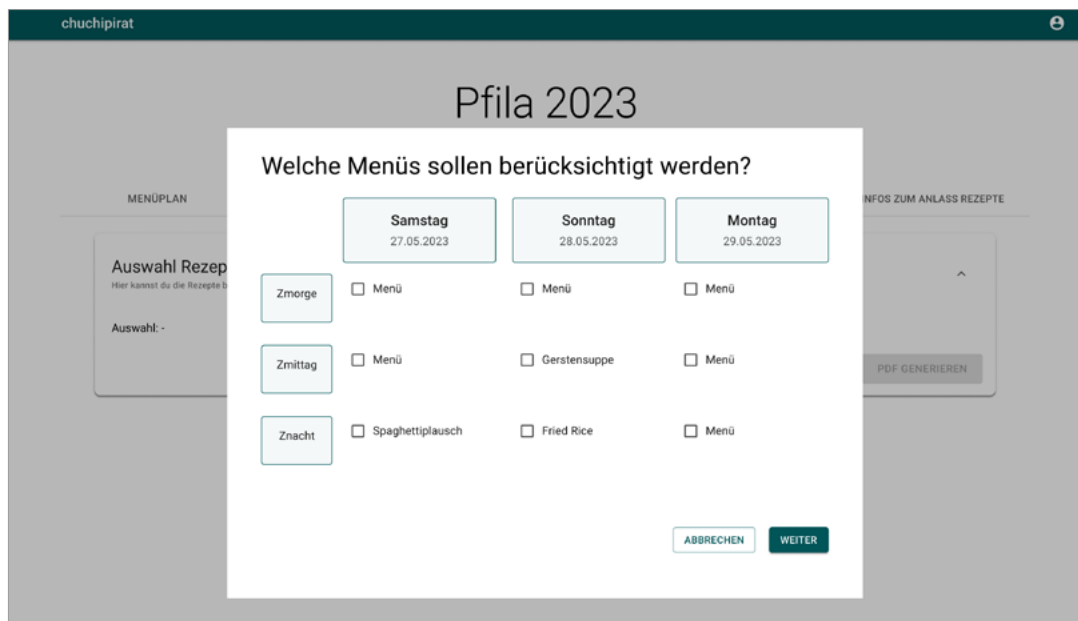 chuchipirat
Pfila 2023
MENÜPLAN
NFOS ZUM ANLASS REZEPTE
Auswahl Rezep
Hier kannst du die Rezepte b
Auswahl: -
PDF GENERIEREN
Welche Menüs sollen berücksichtigt werden?
Samstag Sonntag Montag
27.05.2023 28.05.2023 29.05.2023
Zmorge Menü Menü Menü
Zmittag Menü Gerstensuppe Menü
Znacht Spaghettiplausch Fried Rice Menü
ABBRECHEN WEITER